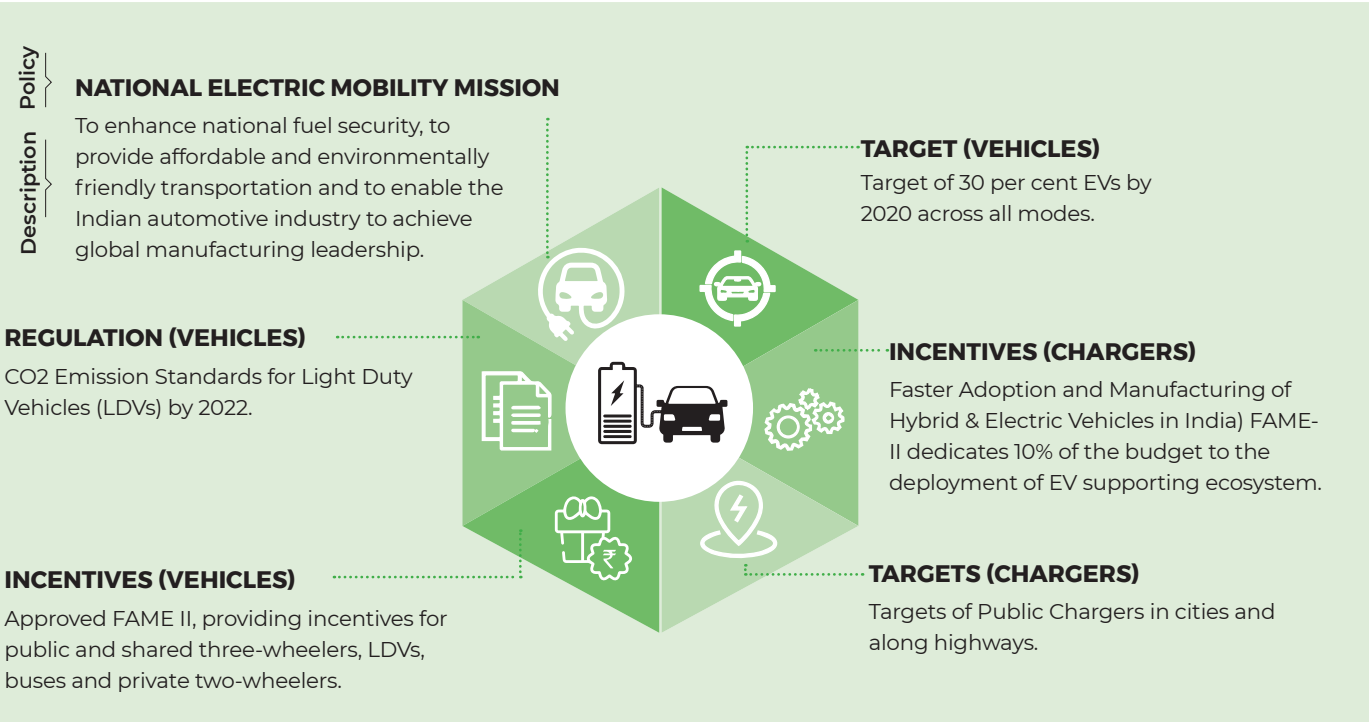 Policy
Description
NATIONAL ELECTRIC MOBILITY MISSION
To enhance national fuel security, to
provide affordable and environmentally
friendly transportation and to enable the
Indian automotive industry to achieve
global manufacturing leadership.
TARGET (VEHICLES)
Target of 30 per cent EVs by
2020 across all modes.
REGULATION (VEHICLES)
CO2 Emission Standards for Light Duty
Vehicles (LDVs) by 2022.
INCENTIVES (CHARGERS)
Faster Adoption and Manufacturing of
Hybrid & Electric Vehicles in India) FAME-
II dedicates 10% of the budget to the
deployment of EV supporting ecosystem.
INCENTIVES (VEHICLES)
Approved FAME II, providing incentives for
public and shared three-wheelers, LDVs,
buses and private two-wheelers.
₹
TARGETS (CHARGERS)
Targets of Public Chargers in cities and
along highways.